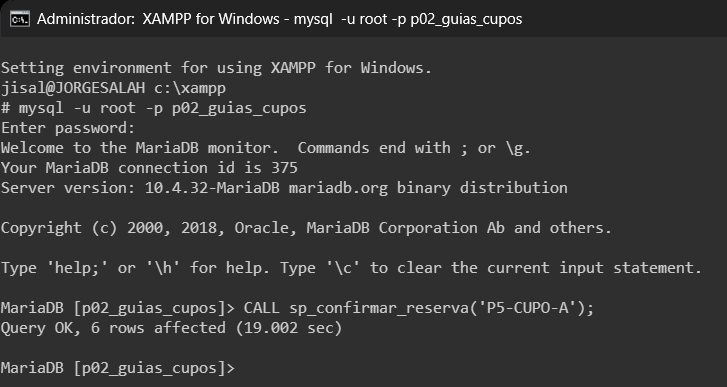 Administrador: XAMPP for Windows - mysql -u root -p p02_guias_cupos
Setting environment for using XAMPP for Windows.
jisal@JORGESALAH c:\xampp
# mysql -u root -p p02_guias_cupos
Enter password:
Welcome to the MariaDB monitor.  Commands end with ; or \g.
Your MariaDB connection id is 375
Server version: 10.4.32-MariaDB mariadb.org binary distribution
Copyright (c) 2000, 2018, Oracle, MariaDB Corporation Ab and others.
Type 'help;' or '\h' for help. Type '\c' to clear the current input statement.
MariaDB [p02_guias_cupos]> CALL sp_confirmar_reserva('P5-CUPO-A');
Query OK, 6 rows affected (19.002 sec)
MariaDB [p02_guias_cupos]>